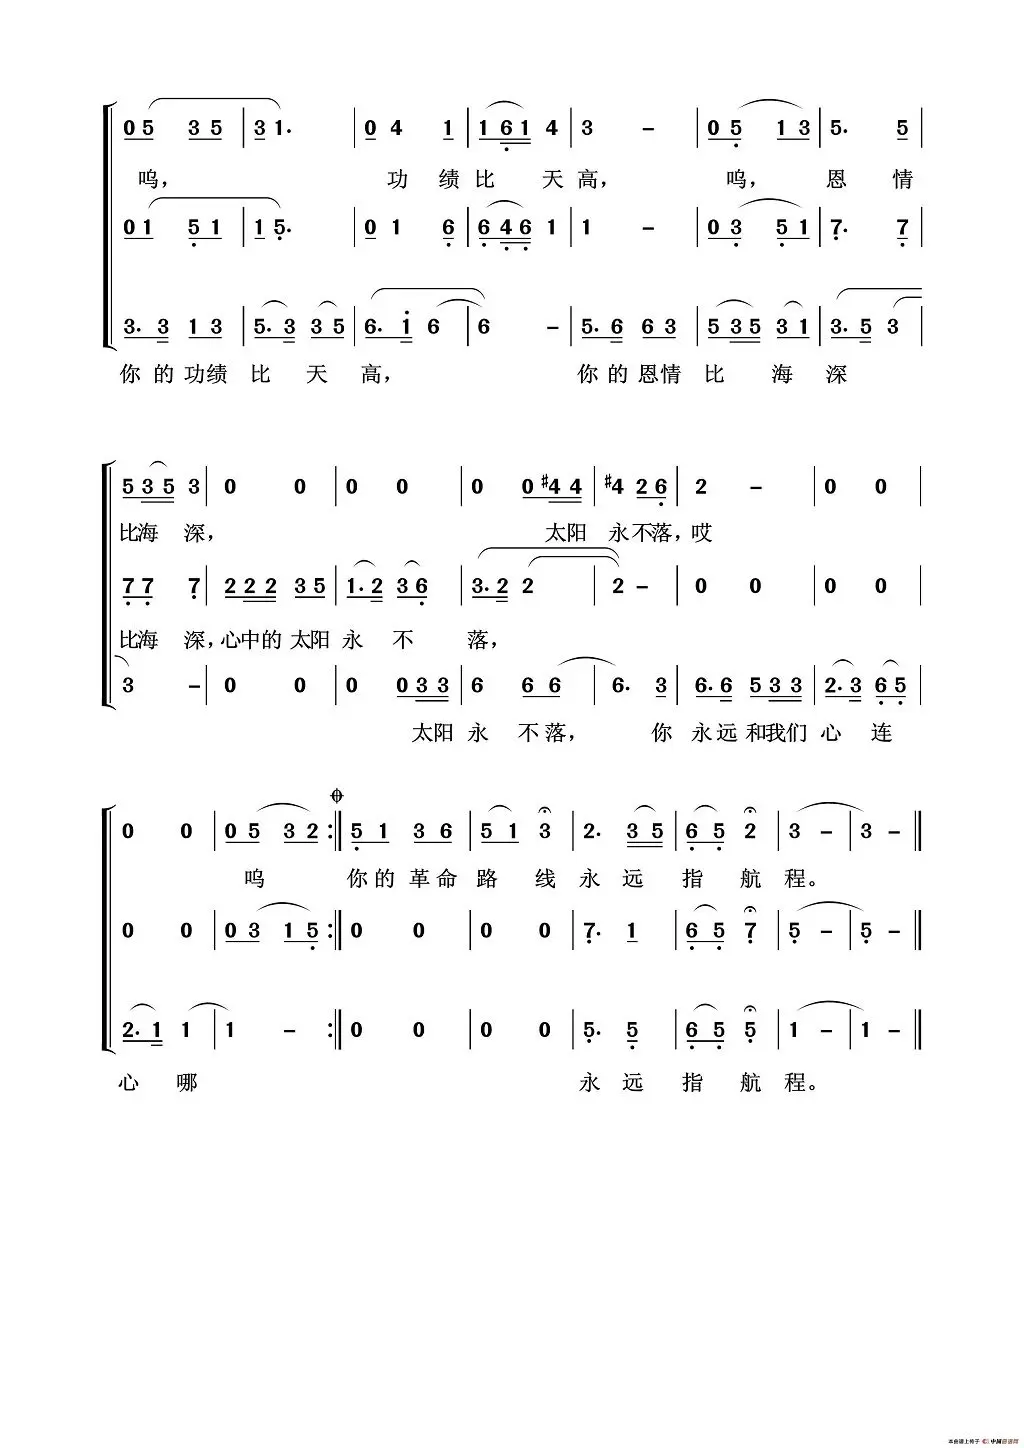 0 5 3 5 | 3 1. | 0 4 1 | 1 6 1 4 | 3 – | 0 5 1 3 | 5. 5 |
呜， 功 绩 比 天 高， 呜， 恩 情
0 1 5 1 | 1 5. | 0 1 6 | 6 4 6 1 | 1 – | 0 3 5 1 | 7. 7 |
3. 3 1 3 | 5. 3 3 5 | 6. 1 6 | 6 – | 5. 6 6 3 | 5 3 5 3 1 | 3. 5 3 |
你 的 功绩 比 天 高， 你 的 恩情 比 海 深
5 3 5 3 | 0 0 | 0 0 | 0 0 #4 4 | #4 2 6 | 2 – | 0 0 |
比海 深， 太阳 永不落，哎
7 7 7 | 2 2 2 3 5 | 1. 2 3 6 | 3. 2 2 | 2 – | 0 0 | 0 0 |
比海 深，心中的 太阳 永 不 落，
3 – | 0 0 | 0 0 3 3 | 6 6 6 | 6. 3 | 6. 6 5 3 3 | 2. 3 6 5 |
太阳 永 不 落， 你 永 远 和我们 心 连
0 0 | 0 5 3 2 :| 5 1 3 6 | 5 1 3 | 2. 3 5 | 6 5 2 | 3 – | 3 – ||
呜 你 的 革 命 路 线 永 远 指 航 程。
0 0 | 0 3 1 5 :| 0 0 | 0 0 | 7. 1 | 6 5 7 | 5 – | 5 – ||
2. 1 1 | 1 – :| 0 0 | 0 0 | 5. 5 | 6 5 5 | 1 – | 1 – ||
心 哪 永 远 指 航 程。